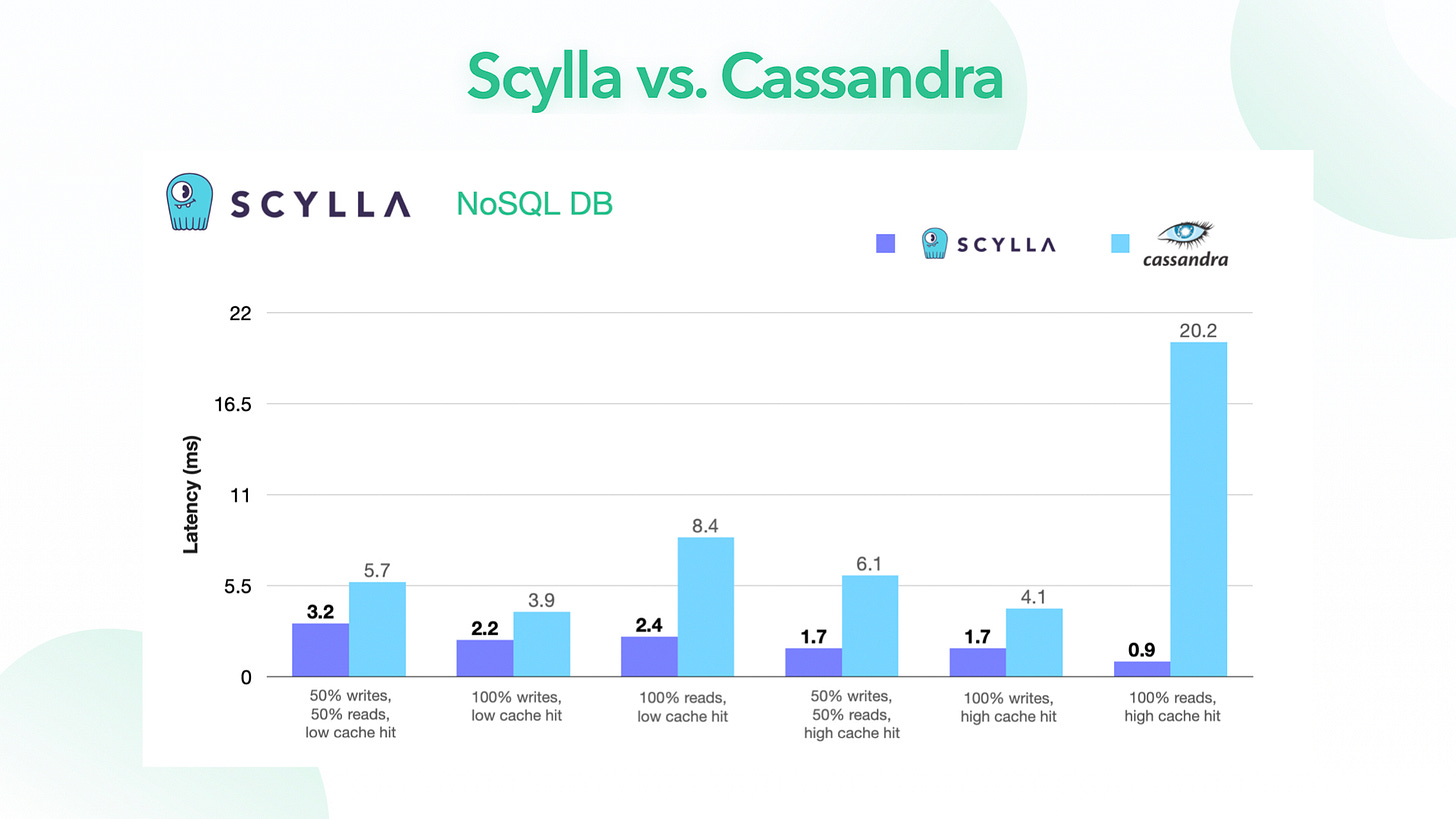 Scylla vs. Cassandra
SCYLLA NoSQL DB
SCYLLA cassandra
22
16.5
11
5.5
0
Latency (ms)
3.2
5.7
2.2
3.9
2.4
8.4
1.7
6.1
1.7
4.1
0.9
20.2
50% writes,
50% reads,
low cache hit
100% writes,
low cache hit
100% reads,
low cache hit
50% writes,
50% reads,
high cache hit
100% writes,
high cache hit
100% reads,
high cache hit